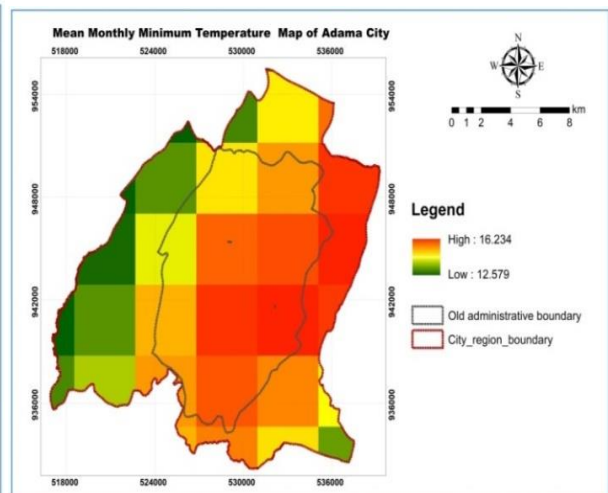 Mean Monthly Minimum Temperature Map of Adama City
518000 524000 530000 536000
N
W E
S
km
0 1 2 4 6 8
954000
954000
948000
948000
942000
942000
936000
936000
Legend
High : 16.234
Low : 12.579
Old administrative boundary
City_region_boundary
518000 524000 530000 536000